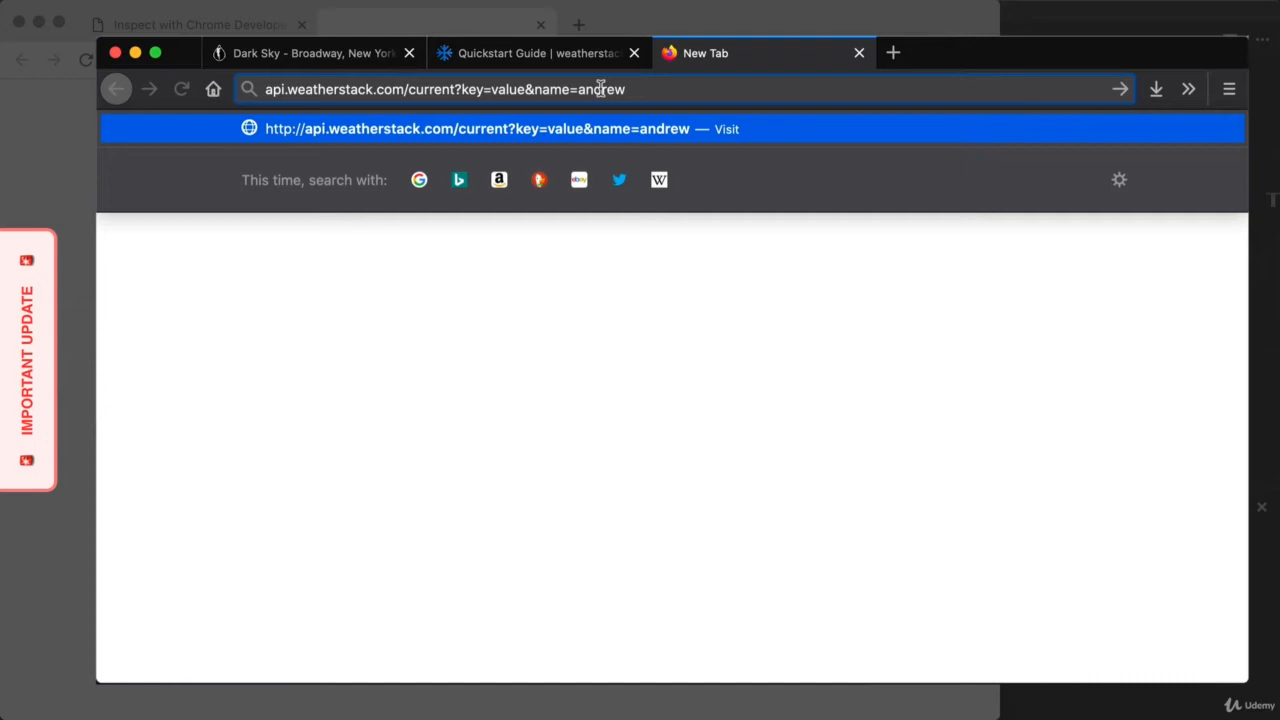 Inspect with Chrome Develope
Dark Sky - Broadway, New York
Quickstart Guide | weatherstac
New Tab
api.weatherstack.com/current?key=value&name=andrew
http://api.weatherstack.com/current?key=value&name=andrew — Visit
This time, search with:
ebay
W
IMPORTANT UPDATE
Udemy